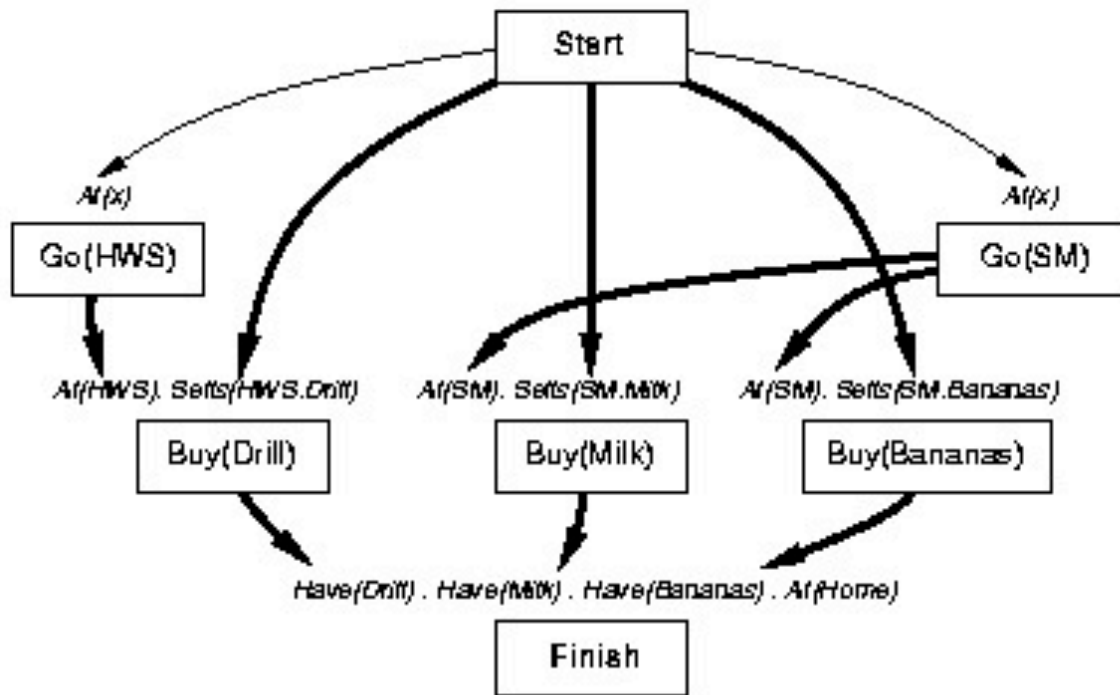 Start
At(x) At(x)
Go(HWS) Go(SM)
At(HWS), Sells(HWS,Drill) At(SM), Sells(SM,Milk) At(SM), Sells(SM,Bananas)
Buy(Drill) Buy(Milk) Buy(Bananas)
Have(Drill) , Have(Milk) , Have(Bananas) , At(Home)
Finish